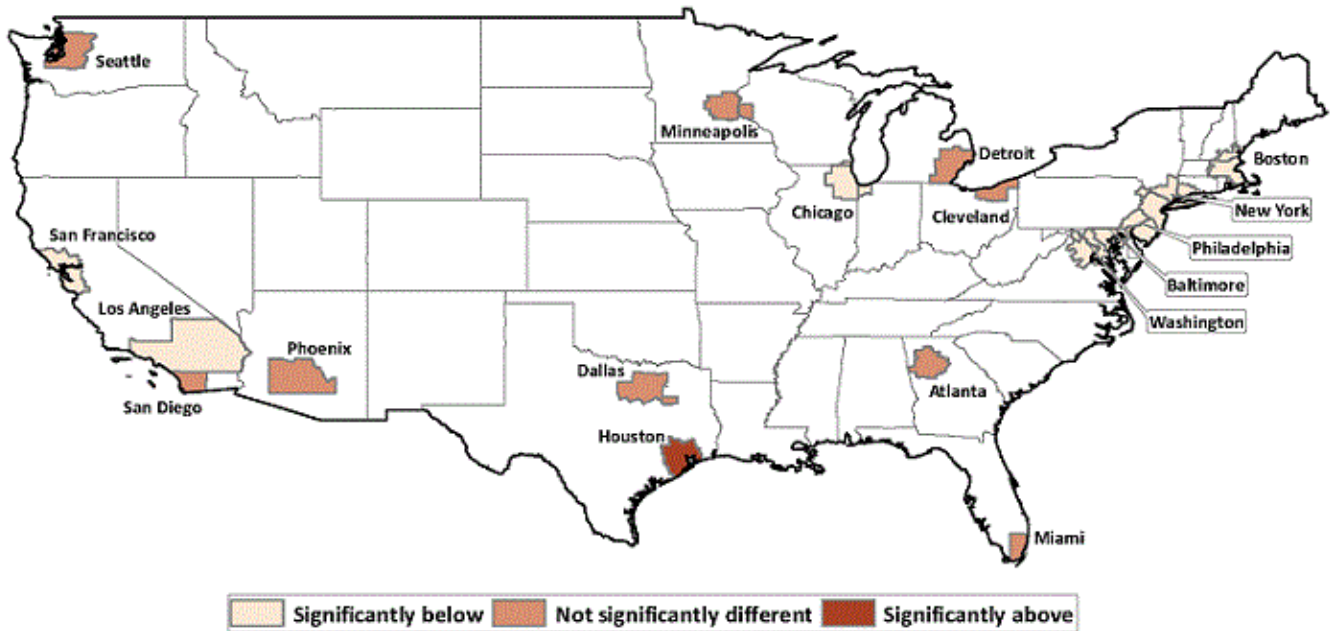 Seattle
Minneapolis
Detroit
Boston
Chicago
Cleveland
New York
San Francisco
Philadelphia
Baltimore
Los Angeles
Washington
Phoenix
Dallas
San Diego
Atlanta
Houston
Miami
Significantly below
Not significantly different
Significantly above